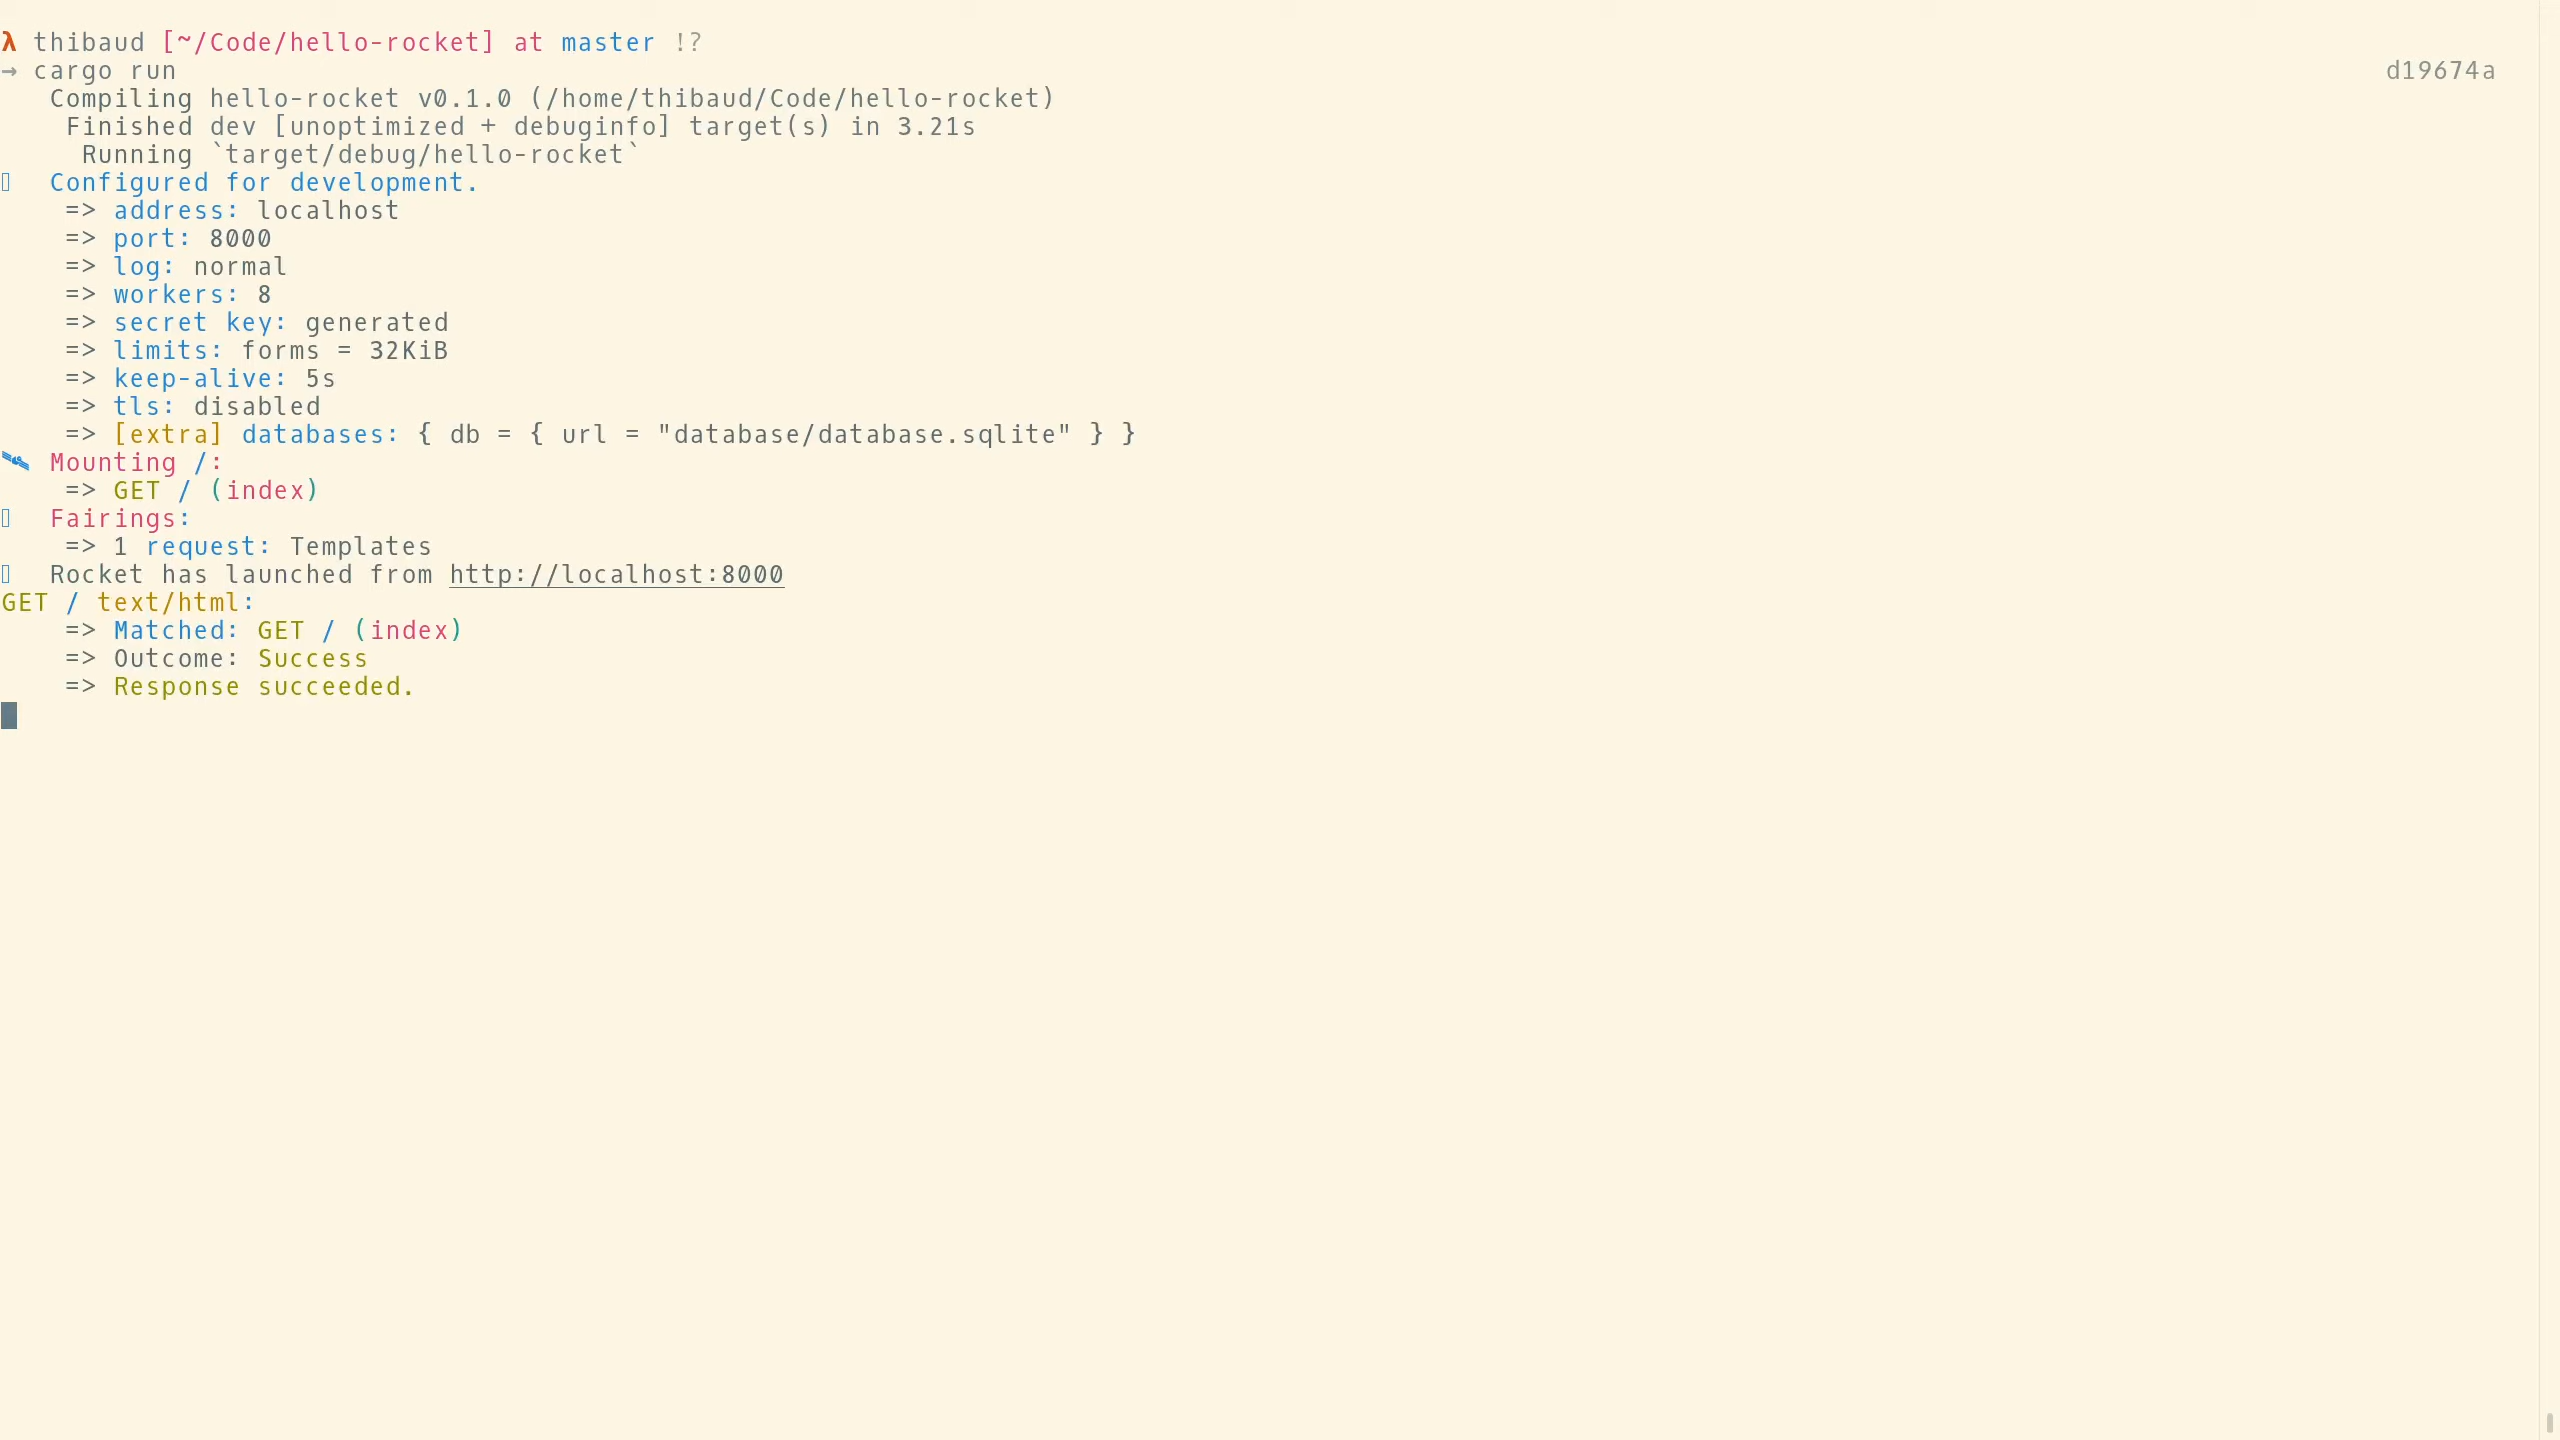 λ thibaud [~/Code/hello-rocket] at master !?
→ cargo run d19674a
Compiling hello-rocket v0.1.0 (/home/thibaud/Code/hello-rocket)
Finished dev [unoptimized + debuginfo] target(s) in 3.21s
Running `target/debug/hello-rocket`
Configured for development.
=> address: localhost
=> port: 8000
=> log: normal
=> workers: 8
=> secret key: generated
=> limits: forms = 32KiB
=> keep-alive: 5s
=> tls: disabled
=> [extra] databases: { db = { url = "database/database.sqlite" } }
🛰 Mounting /:
=> GET / (index)
Fairings:
=> 1 request: Templates
Rocket has launched from http://localhost:8000
GET / text/html:
=> Matched: GET / (index)
=> Outcome: Success
=> Response succeeded.